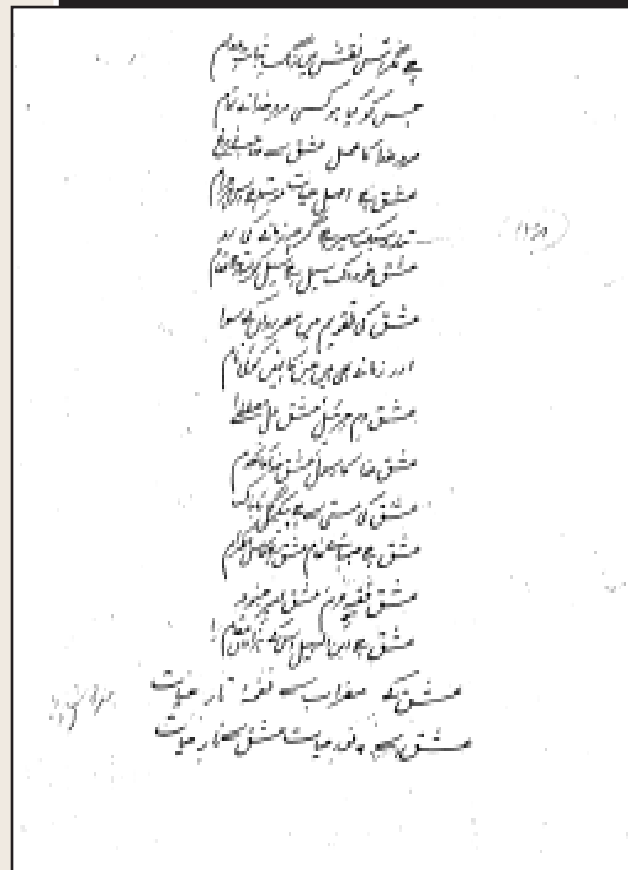 ہے مگر اس نقش میں رنگ ثبات دوام
جس کو کیا ہو کسی مرد خدا نے تمام
مرد خدا کا عمل عشق سے صاحب فروغ
عشق ہے اصل حیات موت ہے اس پر حرام
تند و سبک سیر ہے گرچہ زمانے کی رو
عشق خود اک سیل ہے سیل کو لیتا ہے تھام
عشق کی تقویم میں عصر رواں کے سوا
اور زمانے بھی ہیں جن کا نہیں کوئی نام
عشق دم جبرئیل عشق دل مصطفےٰ
عشق خدا کا رسول عشق خدا کا کلام
عشق کی مستی سے ہے پیکر گل تابناک
عشق ہے صہبائے خام عشق ہے کاس الکرام
عشق فقیہ حرم عشق امیر جنود
عشق ہے ابن السبیل اس کے ہزاروں مقام!
عشق کے مضراب سے نغمۂ تار حیات
عشق سے نور حیات عشق سے نار حیات